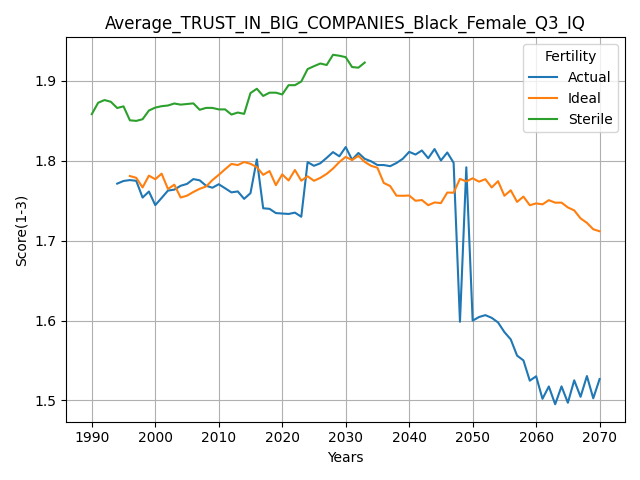 Average_TRUST_IN_BIG_COMPANIES_Black_Female_Q3_IQ
Fertility
Actual
Ideal
Sterile
Score(1-3)
1.9
1.8
1.7
1.6
1.5
1990 2000 2010 2020 2030 2040 2050 2060 2070
Years